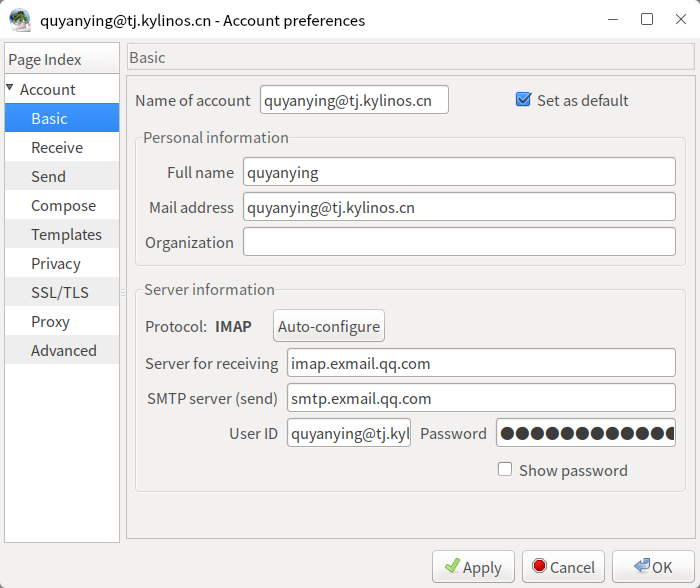 quyanying@tj.kylinos.cn - Account preferences
Page Index
Basic
Account
Basic
Receive
Send
Compose
Templates
Privacy
SSL/TLS
Proxy
Advanced
Name of account quyanying@tj.kylinos.cn Set as default
Personal information
Full name quyanying
Mail address quyanying@tj.kylinos.cn
Organization
Server information
Protocol: IMAP Auto-configure
Server for receiving imap.exmail.qq.com
SMTP server (send) smtp.exmail.qq.com
User ID quyanying@tj.kyl Password ●●●●●●●●●●●●
Show password
Apply Cancel OK